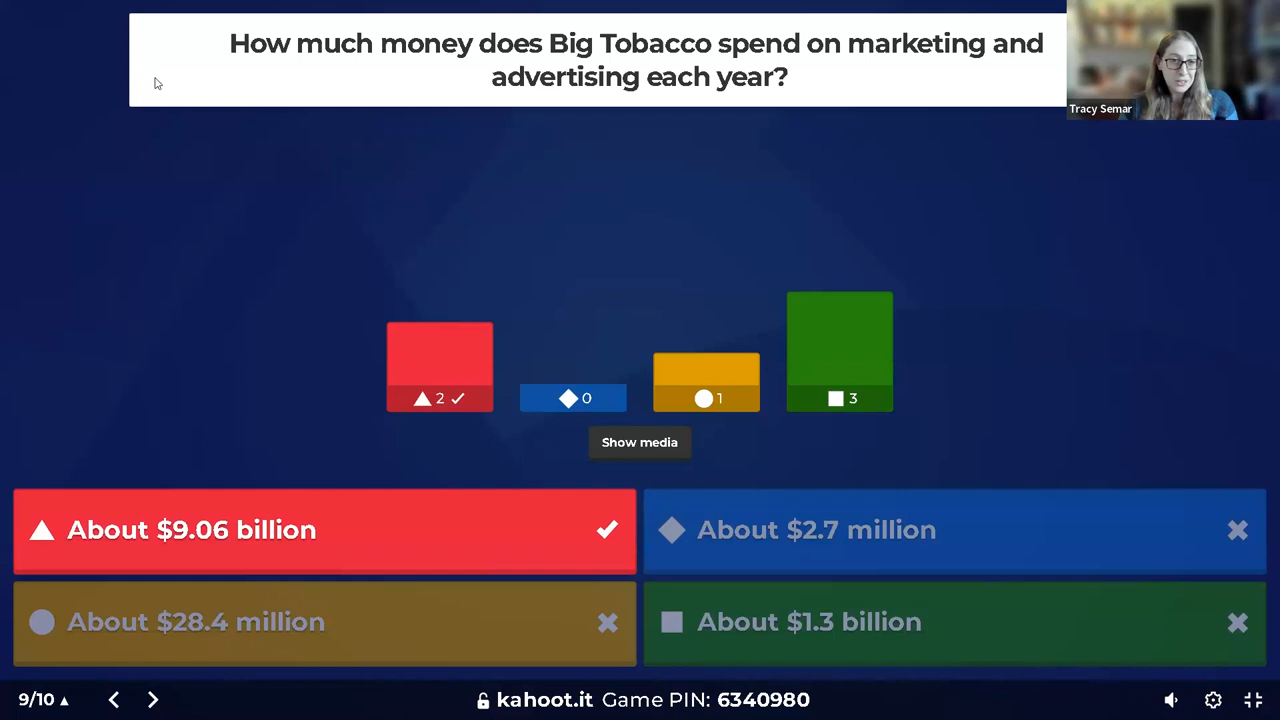 How much money does Big Tobacco spend on marketing and
advertising each year?
Tracy Semar
2
0
1
3
Show media
About $9.06 billion
About $2.7 million
About $28.4 million
About $1.3 billion
9/10
kahoot.it Game PIN: 6340980